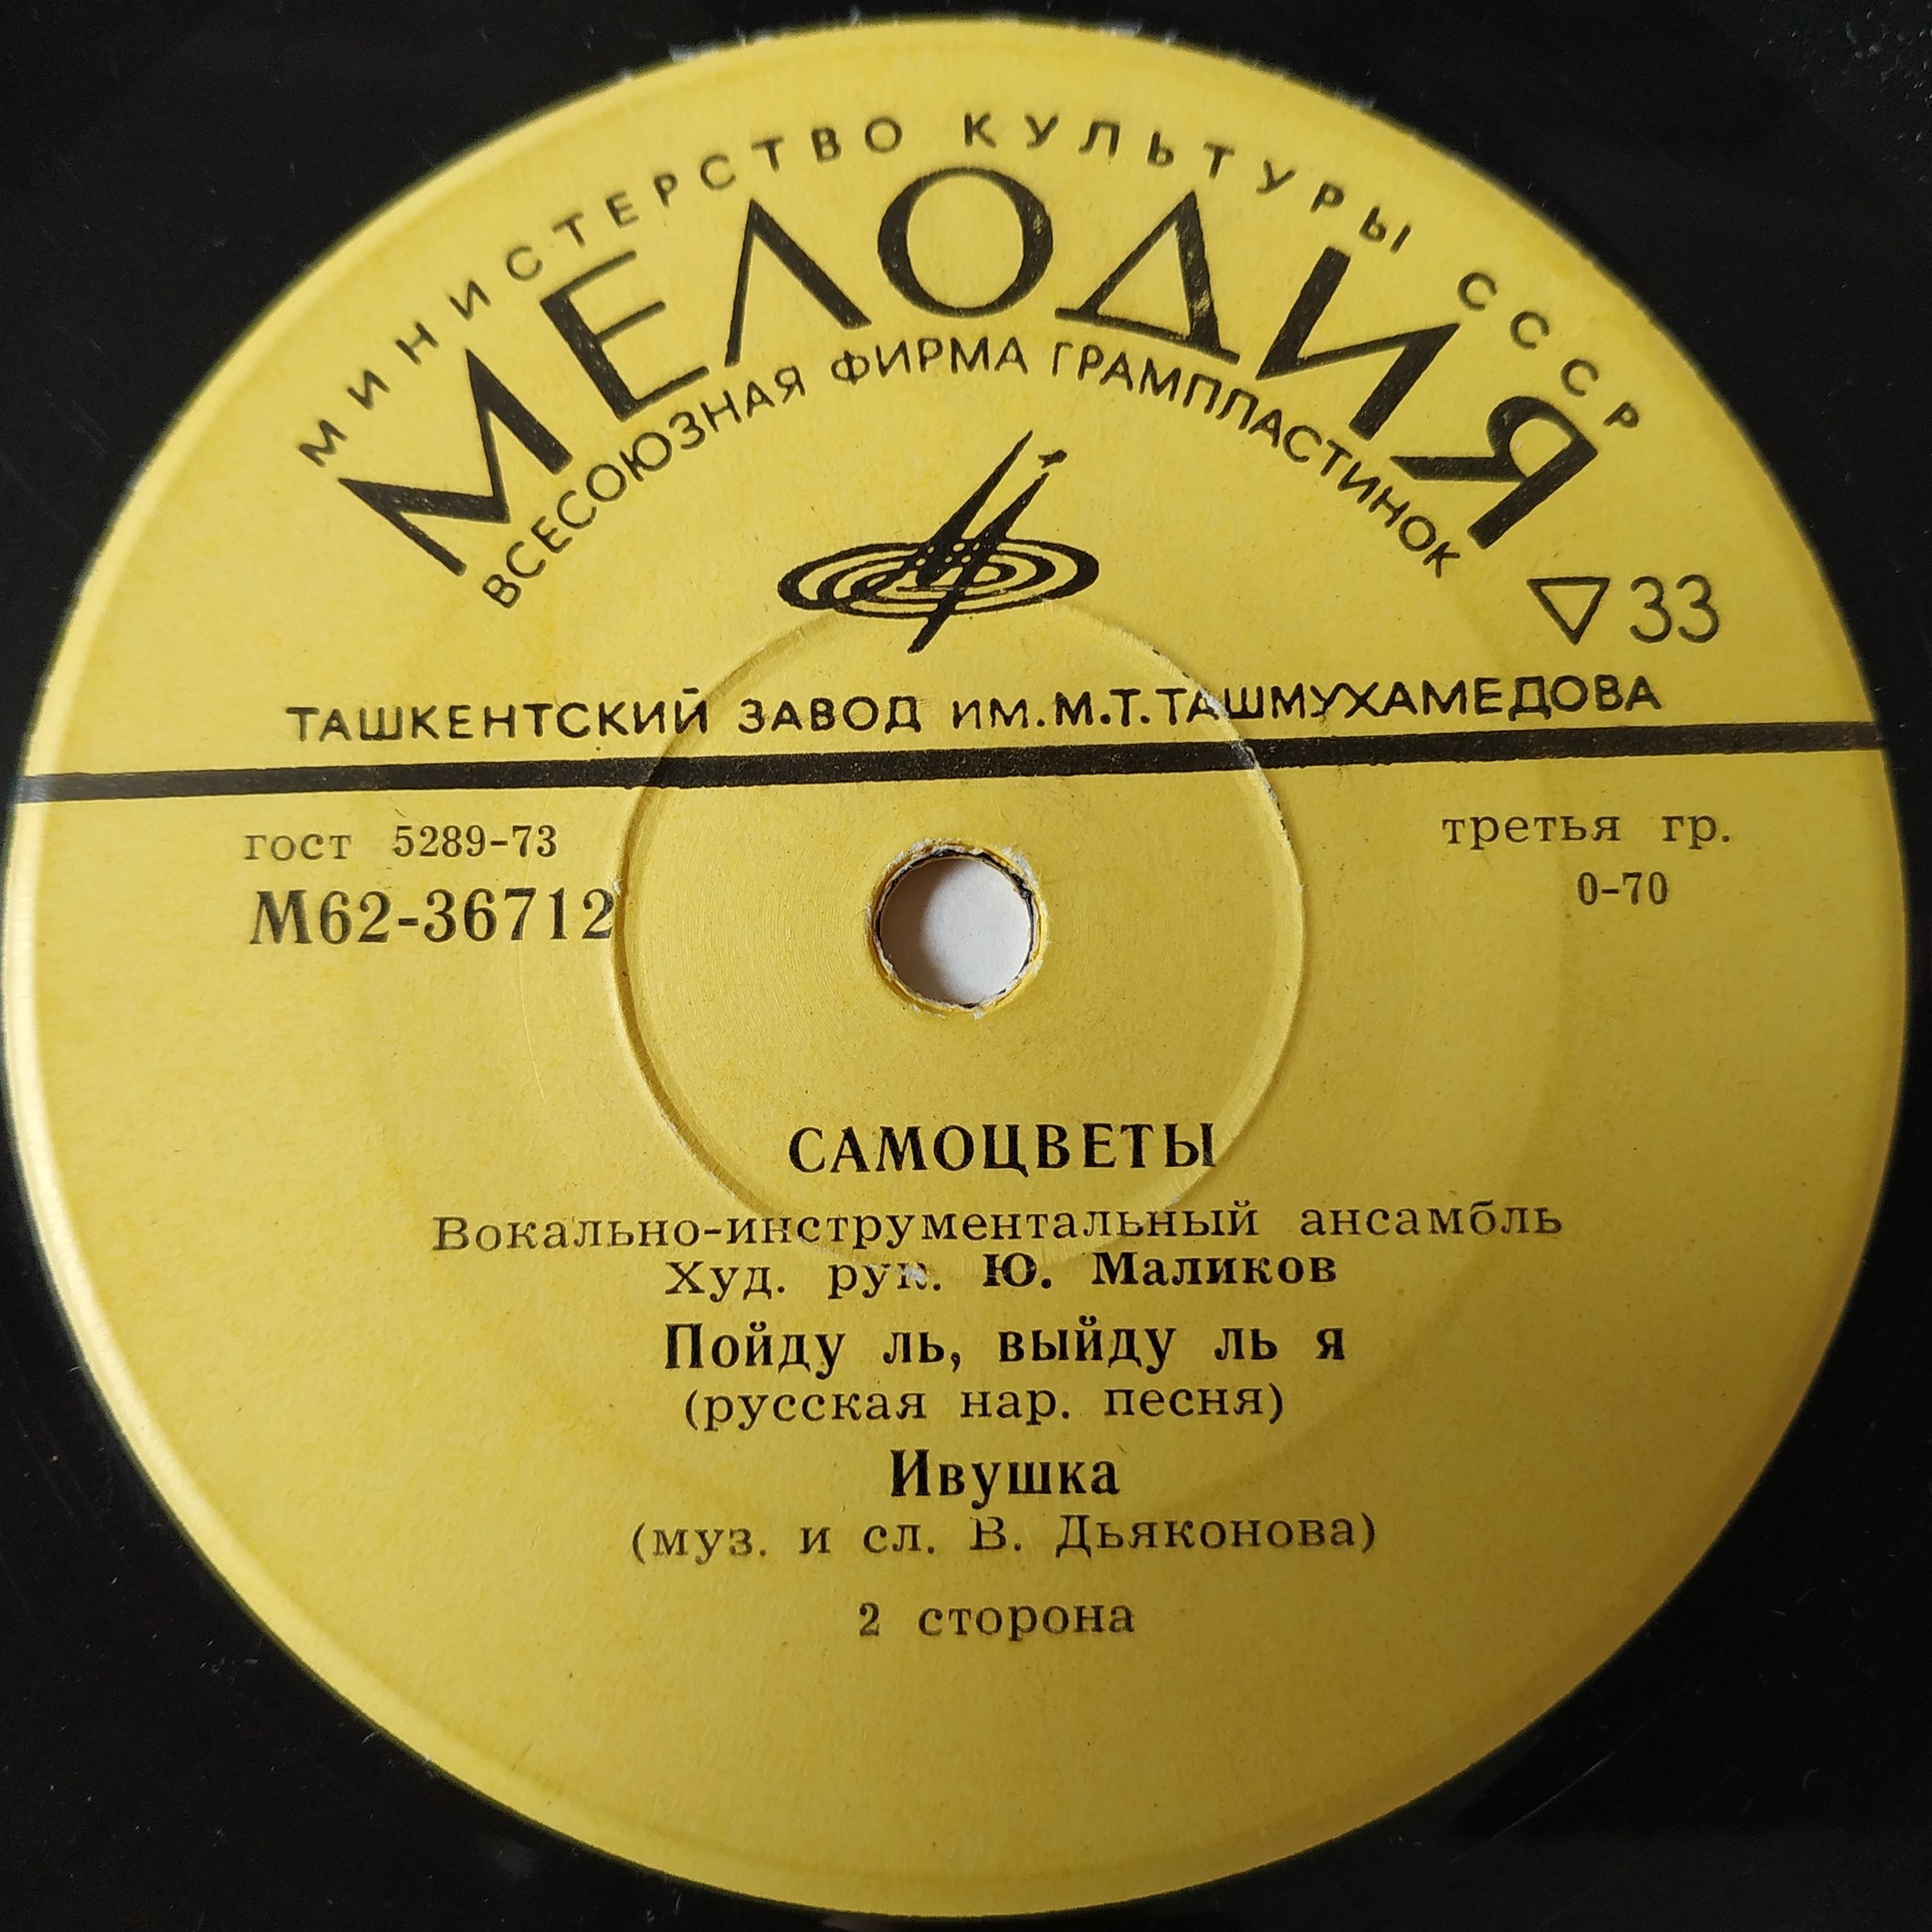 МИНИСТЕРСТВО КУЛЬТУРЫ СССР
МЕЛОДИЯ
ВСЕСОЮЗНАЯ ФИРМА ГРАМПЛАСТИНОК
33
ТАШКЕНТСКИЙ ЗАВОД ИМ. М.Т. ТАШМУХАМЕДОВА
гост 5289-73
третья гр.
М62-36712
0-70
САМОЦВЕТЫ
Вокально-инструментальный ансамбль
Худ. рук. Ю. Маликов
Пойду ль, выйду ль я
(русская нар. песня)
Ивушка
(муз. и сл. В. Дьяконова)
2 сторона